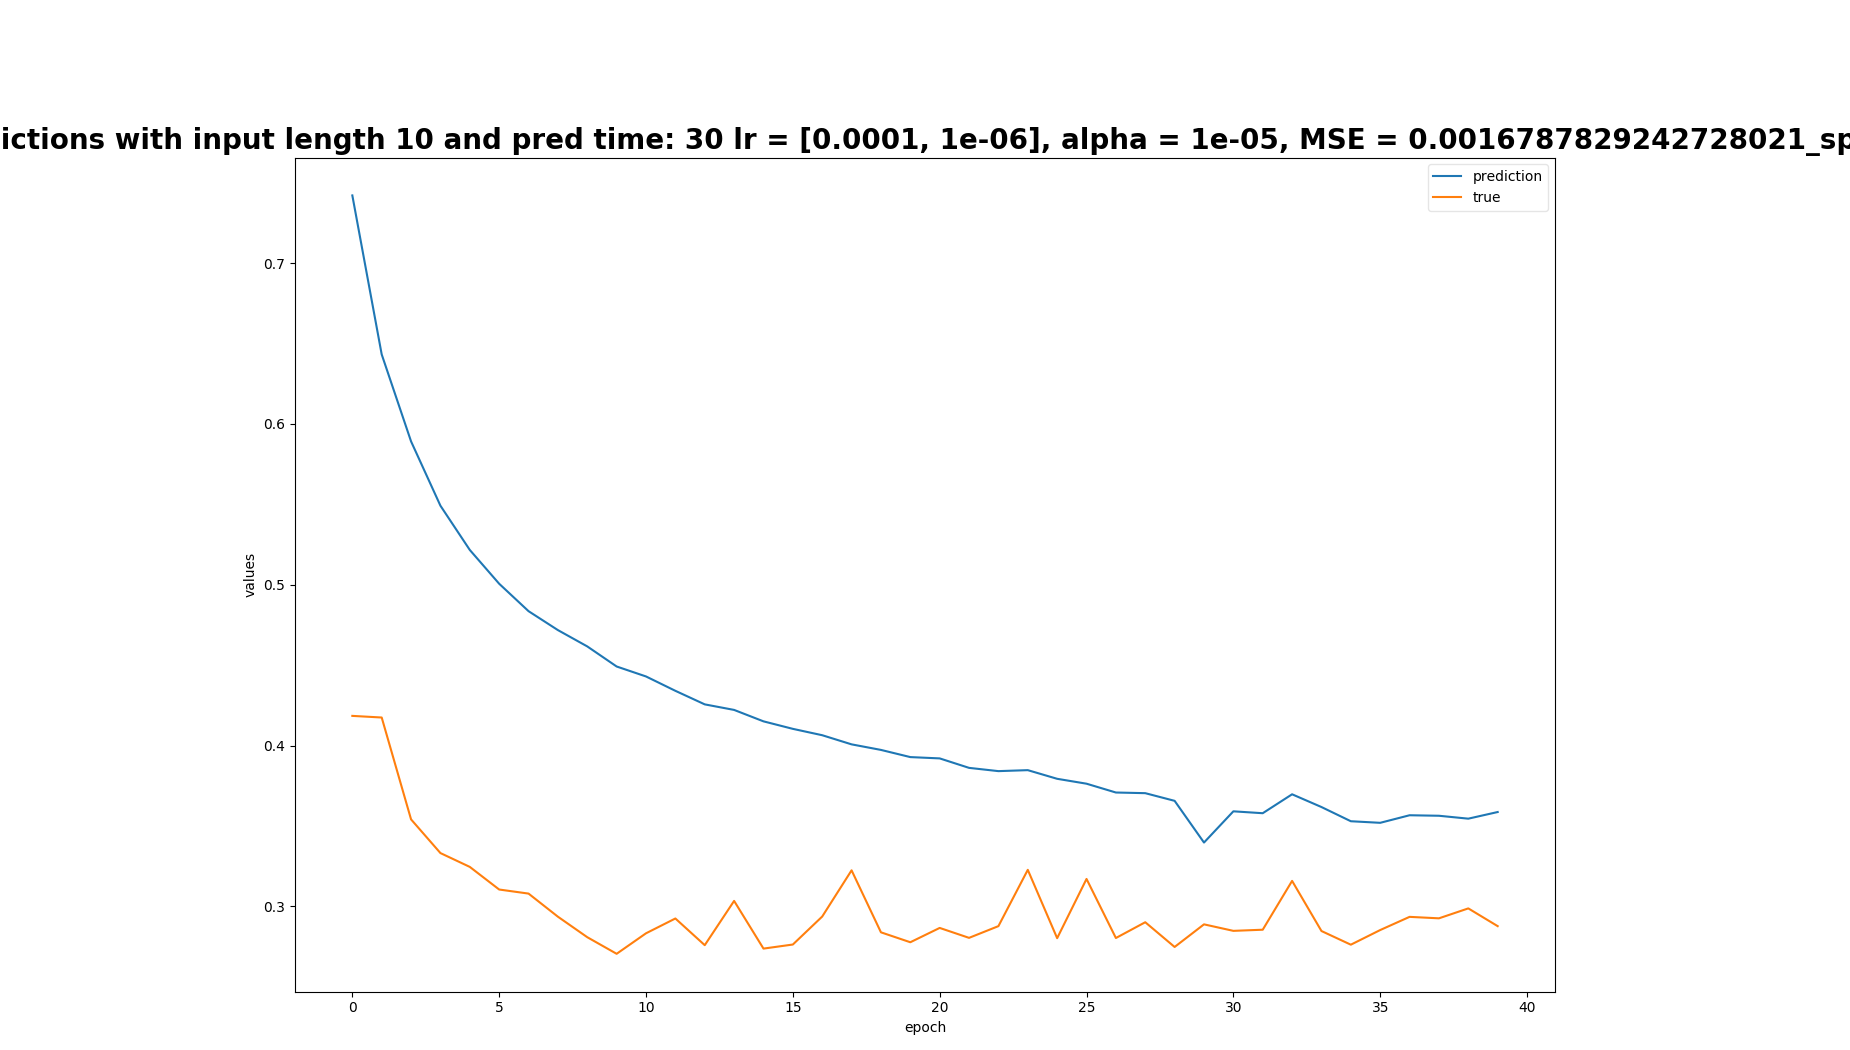 ictions with input length 10 and pred time: 30 lr = [0.0001, 1e-06], alpha = 1e-05, MSE = 0.0016787829242728021_sp
prediction
true
0.7
0.6
0.5
0.4
0.3
values
0 5 10 15 20 25 30 35 40
epoch